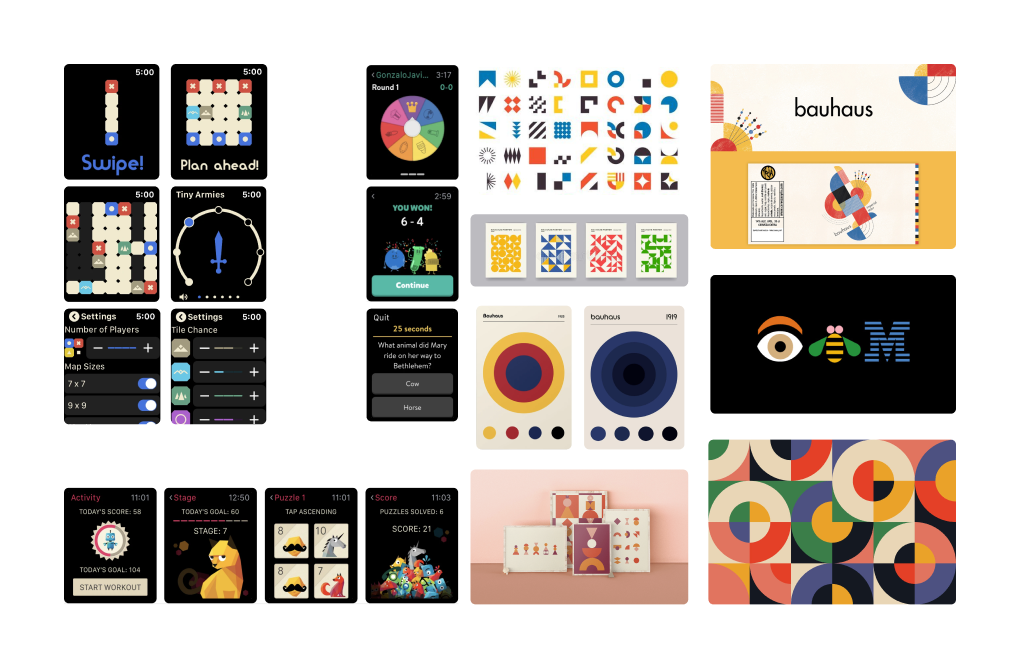 5:00
Swipe!
5:00
Plan ahead!
5:00
Tiny Armies 5:00
Settings 5:00
Number of Players
Map Sizes
7 x 7
9 x 9
Settings 5:00
Tile Chance
GonzaloJavi... 3:17
Round 1 0-0
2:59
YOU WON!
6 - 4
Continue
Quit
25 seconds
What animal did Mary
ride on her way to
Bethlehem?
Cow
Horse
Bauhaus
bauhaus 1919
bauhaus
bauhaus
M
Activity 11:01
TODAY'S SCORE: 58
TODAY'S GOAL: 104
START WORKOUT
Stage 12:50
TODAY'S GOAL: 60
STAGE: 7
Puzzle 1 11:01
TAP ASCENDING
8 10
8 7
Score 11:03
PUZZLES SOLVED: 6
SCORE: 21